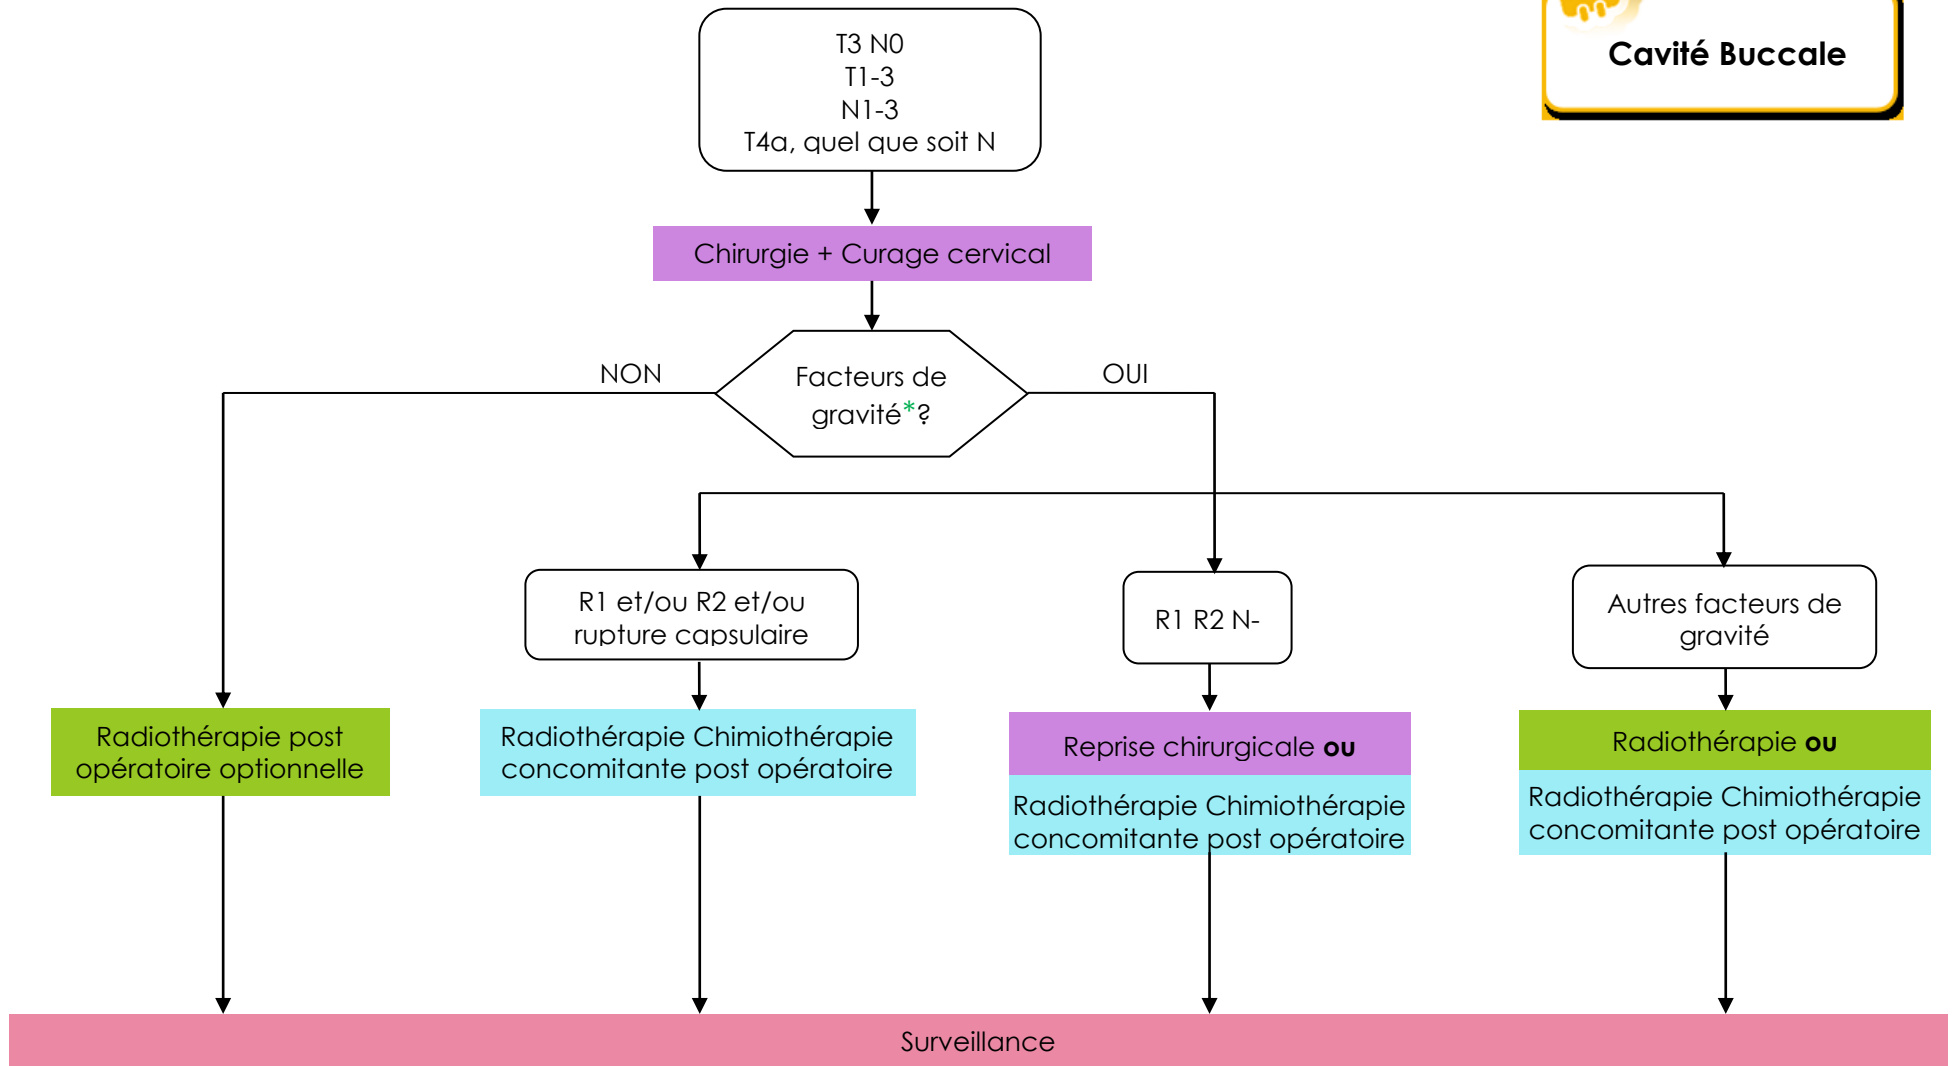 Cavité Buccale
T3 N0
T1-3
N1-3
T4a, quel que soit N
Chirurgie + Curage cervical
NON
Facteurs de
gravité*?
OUI
R1 et/ou R2 et/ou
rupture capsulaire
R1 R2 N-
Autres facteurs de
gravité
Radiothérapie post
opératoire optionnelle
Radiothérapie Chimiothérapie
concomitante post opératoire
Reprise chirurgicale ou
Radiothérapie Chimiothérapie
concomitante post opératoire
Radiothérapie ou
Radiothérapie Chimiothérapie
concomitante post opératoire
Surveillance